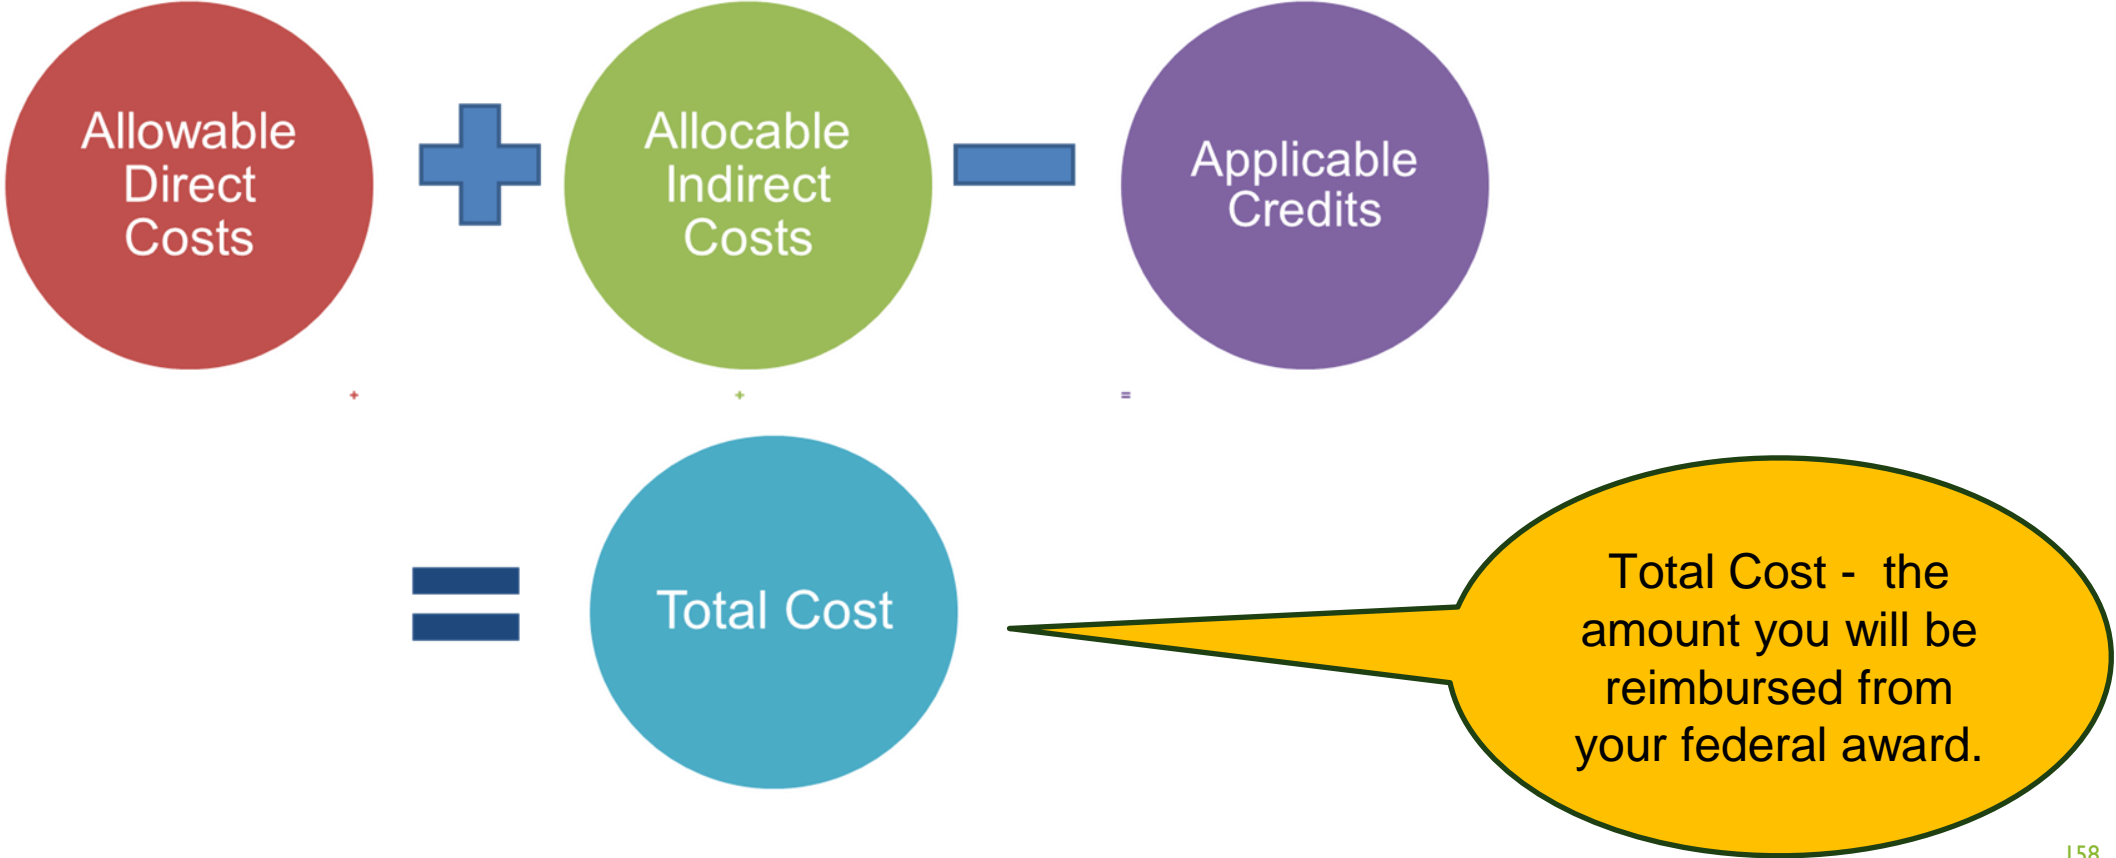 Allowable
Direct
Costs
Allocable
Indirect
Costs
Applicable
Credits
+
+
=
Total Cost
Total Cost -  the
amount you will be
reimbursed from
your federal award.
158